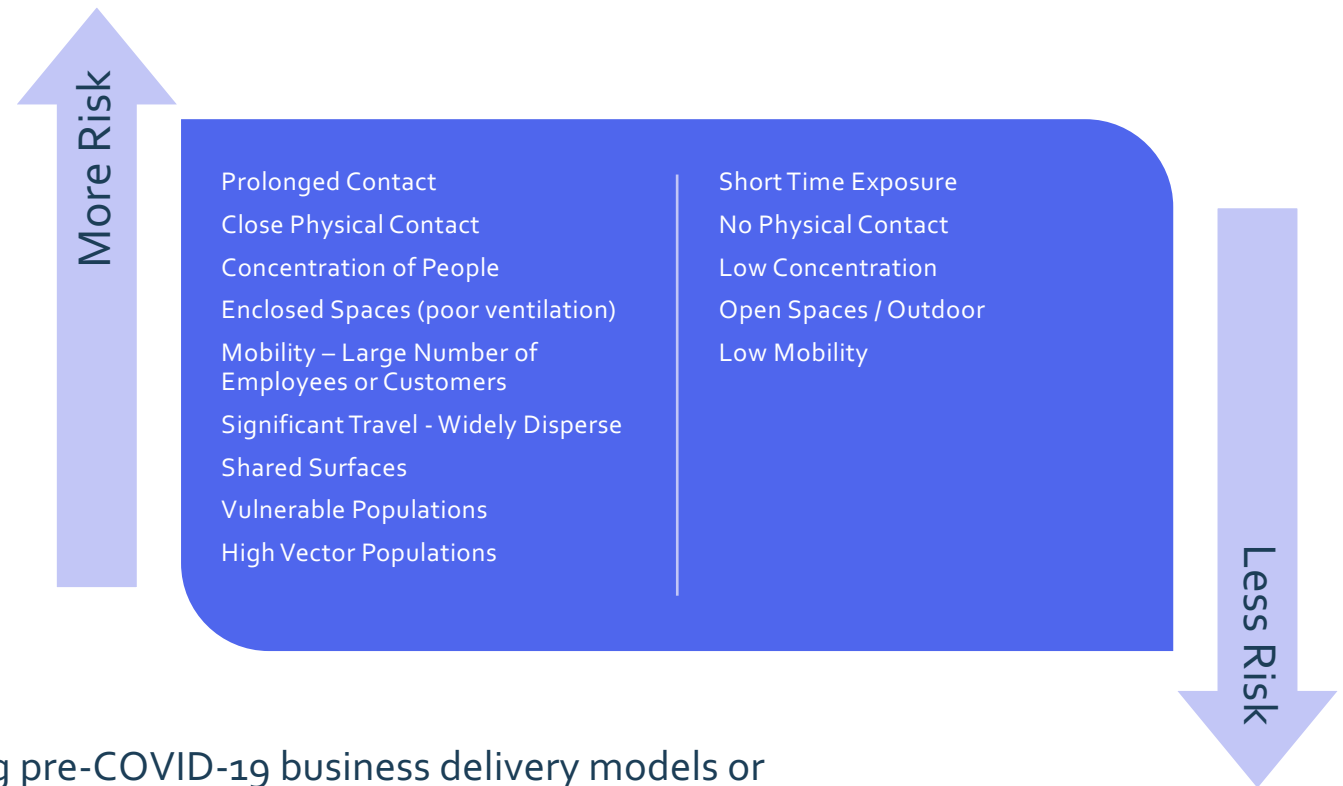 More Risk
Prolonged Contact
Close Physical Contact
Concentration of People
Enclosed Spaces (poor ventilation)
Mobility – Large Number of
Employees or Customers
Significant Travel - Widely Disperse
Shared Surfaces
Vulnerable Populations
High Vector Populations
Short Time Exposure
No Physical Contact
Low Concentration
Open Spaces / Outdoor
Low Mobility
Less Risk
g pre-COVID-19 business delivery models or